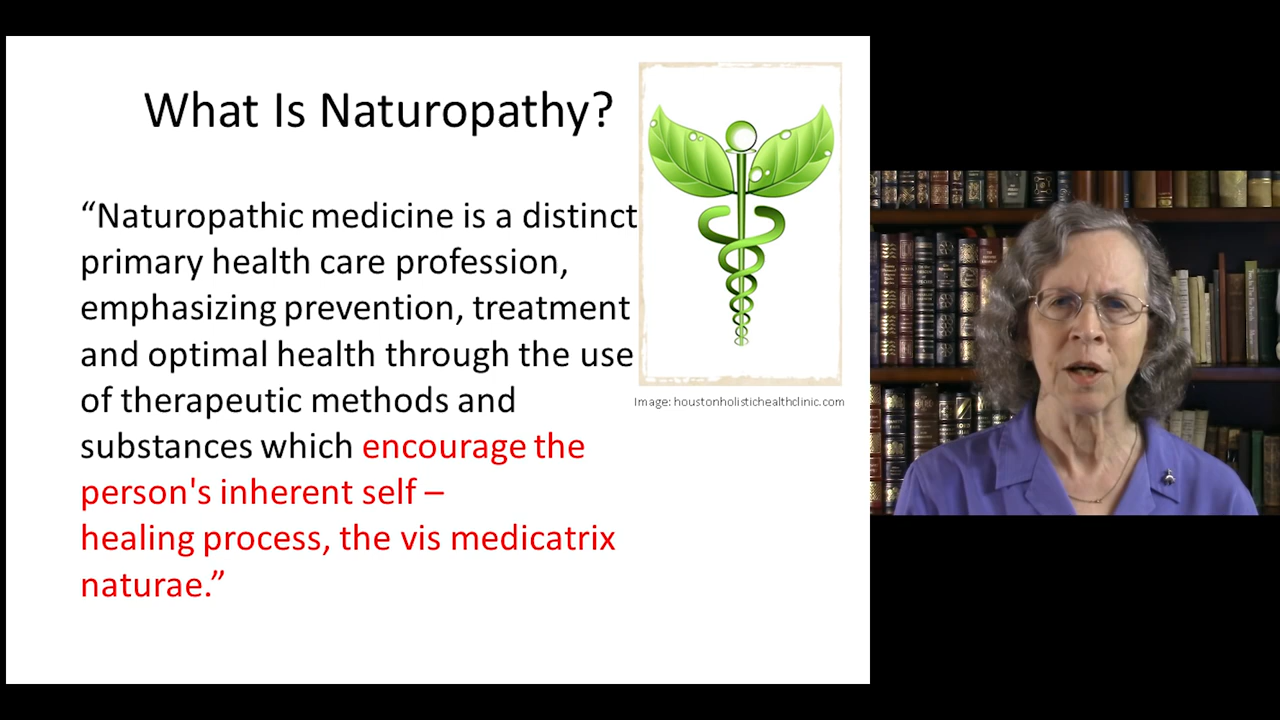 What Is Naturopathy?
“Naturopathic medicine is a distinct
primary health care profession,
emphasizing prevention, treatment
and optimal health through the use
of therapeutic methods and
substances which encourage the
person's inherent self –
healing process, the vis medicatrix
naturae.”
Image: houstonholistichealthclinic.com